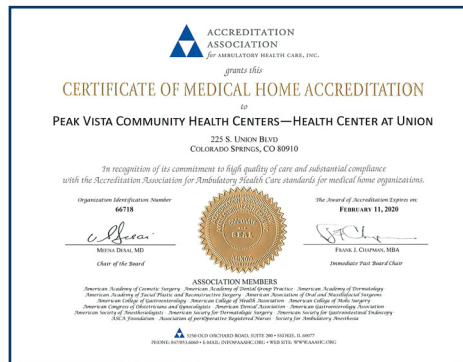 ACCREDITATION
ASSOCIATION
for AMBULATORY HEALTH CARE, INC.
grants this
CERTIFICATE OF MEDICAL HOME ACCREDITATION
to
PEAK VISTA COMMUNITY HEALTH CENTERS—HEALTH CENTER AT UNION
225 S. UNION BLVD
COLORADO SPRINGS, CO 80910
In recognition of its commitment to high quality of care and substantial compliance
with the Accreditation Association for Ambulatory Health Care standards for medical home organizations.
Organization Identification Number
66718
The Award of Accreditation Expires on:
FEBRUARY 11, 2020
SEAL
MEENA DESAI, MD
Chair of the Board
FRANK J. CHAPMAN, MBA
Immediate Past Board Chair
ASSOCIATION MEMBERS
American Academy of Cosmetic Surgery · American Academy of Dental Group Practice · American Academy of Dermatology
American Academy of Facial Plastic and Reconstructive Surgery · American Association of Oral and Maxillofacial Surgeons
American College of Gastroenterology · American College of Health Association · American College of Mohs Surgery
American Congress of Obstetricians and Gynecologists · American Dental Association · American Gastroenterological Association
American Society of Anesthesiologists · American Society for Dermatologic Surgery · American Society for Gastrointestinal Endoscopy
ASCA Foundation · Association of periOperative Registered Nurses · Society for Ambulatory Anesthesia
5250 OLD ORCHARD ROAD, SUITE 200 • SKOKIE, IL 60077
PHONE: 847/853.6060 • E-MAIL: INFO@AAAHC.ORG • WEB SITE: WWW.AAAHC.ORG